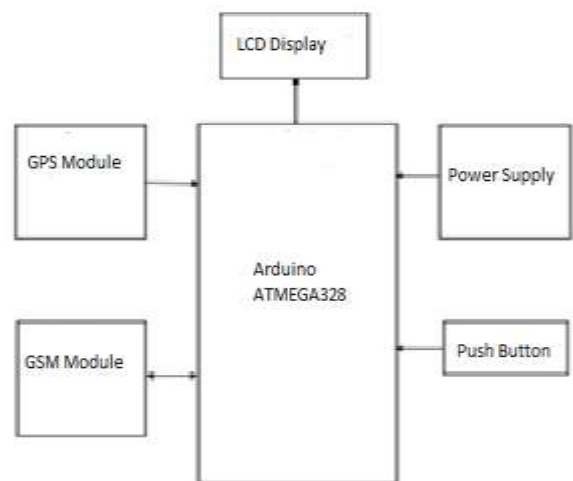 LCD Display
GPS Module
Power Supply
Arduino
ATMEGA328
GSM Module
Push Button